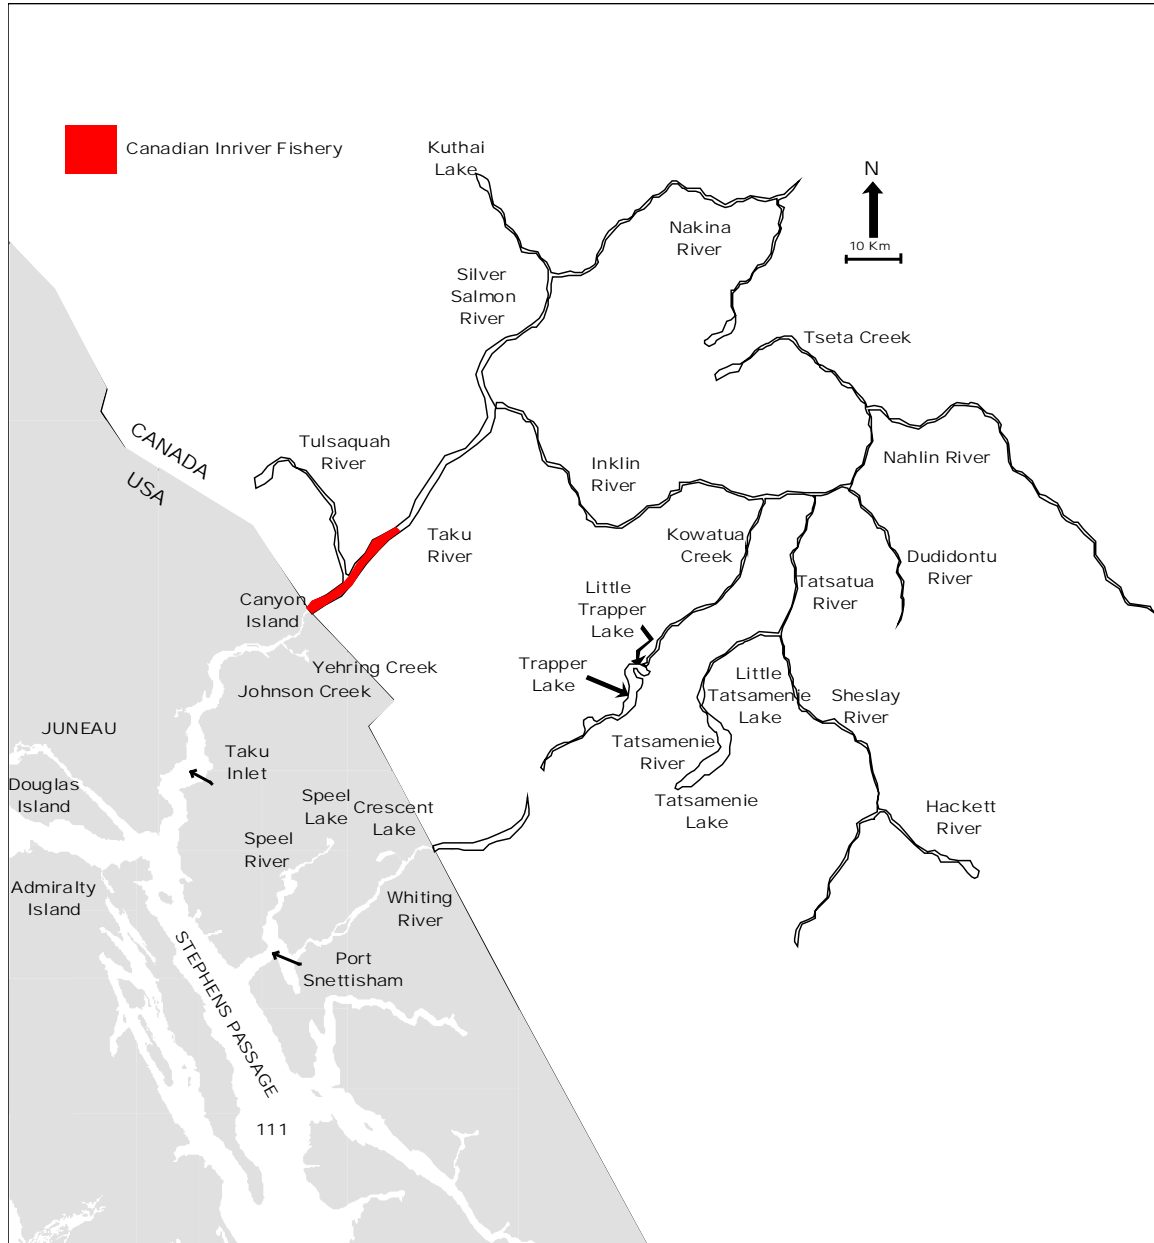 Canadian Inriver Fishery
Kuthai
Lake
N
10 Km
Nakina
River
Silver
Salmon
River
Tseta Creek
CANADA
USA
Tulsaquah
River
Inklin
River
Nahlin River
Taku
River
Kowatua
Creek
Dudidontu
River
Little
Trapper
Lake
Tatsatua
River
Canyon
Island
Yehring Creek
Johnson Creek
Trapper
Lake
Little
Tatsamenie
Lake
Sheslay
River
JUNEAU
Taku
Inlet
Tatsamenie
River
Douglas
Island
Speel
Lake
Crescent
Lake
Tatsamenie
Lake
Hackett
River
Speel
River
Admiralty
Island
Whiting
River
Port
Snettisham
STEPHENS PASSAGE
111